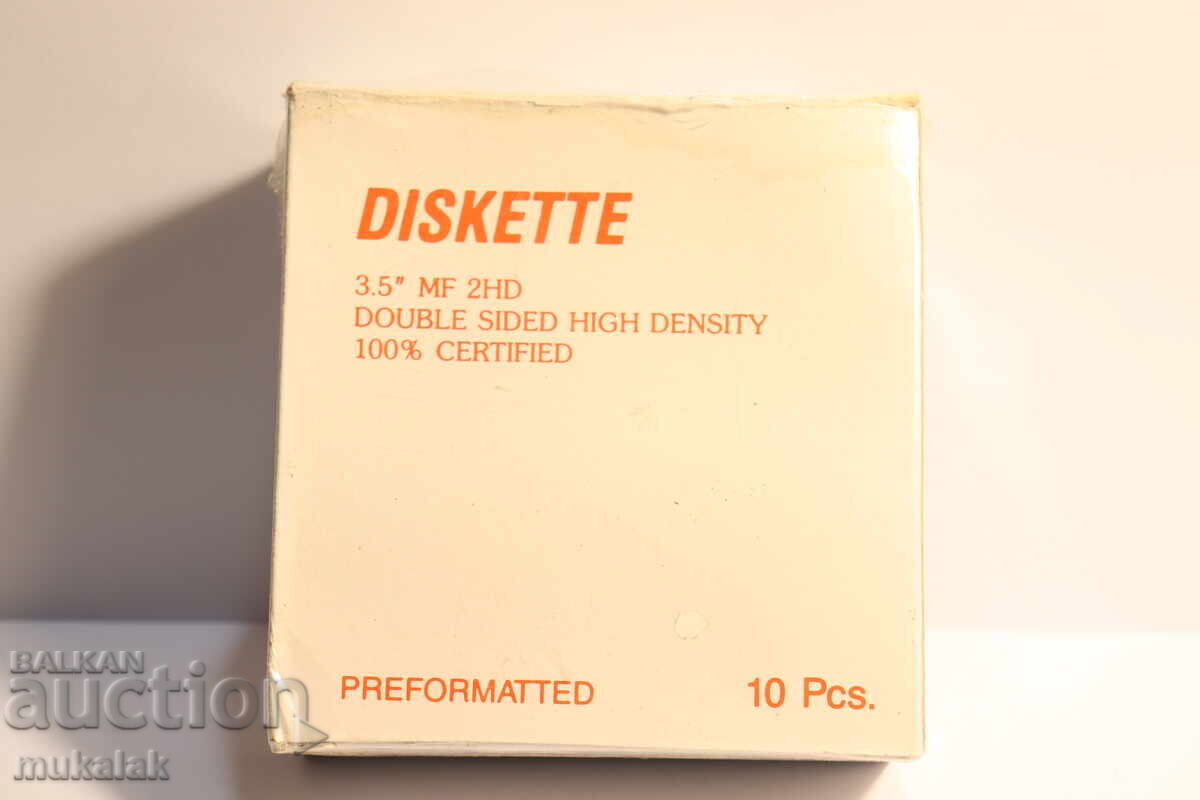 DISKETTE
3.5" MF 2HD
DOUBLE SIDED HIGH DENSITY
100% CERTIFIED
PREFORMATTED 10 Pcs.
BALKAN
auction
mukalak